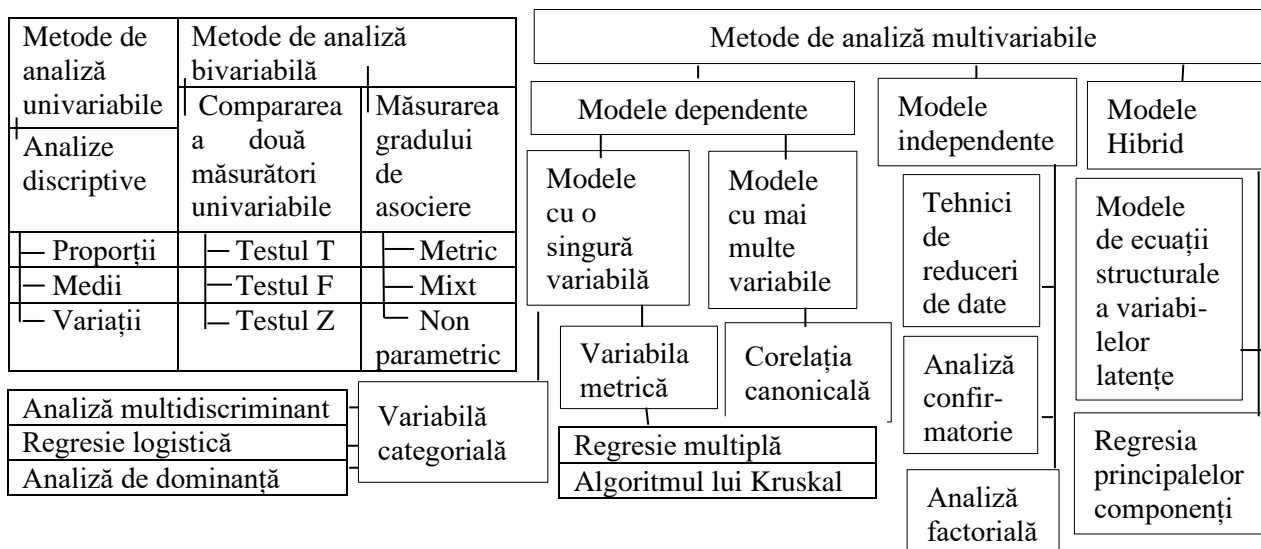 Metode de
analiză
univariabile
Analize
discriptive
Proporții
Medii
Variații
Metode de analiză
bivariabilă
Compararea
a două
măsurători
univariabile
Testul T
Testul F
Testul Z
Măsurarea
gradului
de
asociere
Metric
Mixt
Non
parametric
Metode de analiză multivariabile
Modele dependente
Modele
cu o
singură
variabilă
Modele
cu mai
multe
variabile
Variabila
metrică
Corelația
canonicală
Regresie multiplă
Algoritmul lui Kruskal
Variabilă
categorială
Analiză multidiscriminant
Regresie logistică
Analiză de dominanță
Modele
independente
Tehnici
de
reduceri
de date
Analiză
confir-
matorie
Analiză
factorială
Modele
Hibrid
Modele
de ecuații
structurale
a variabi-
lelor
latențe
Regresia
principalelor
componenți